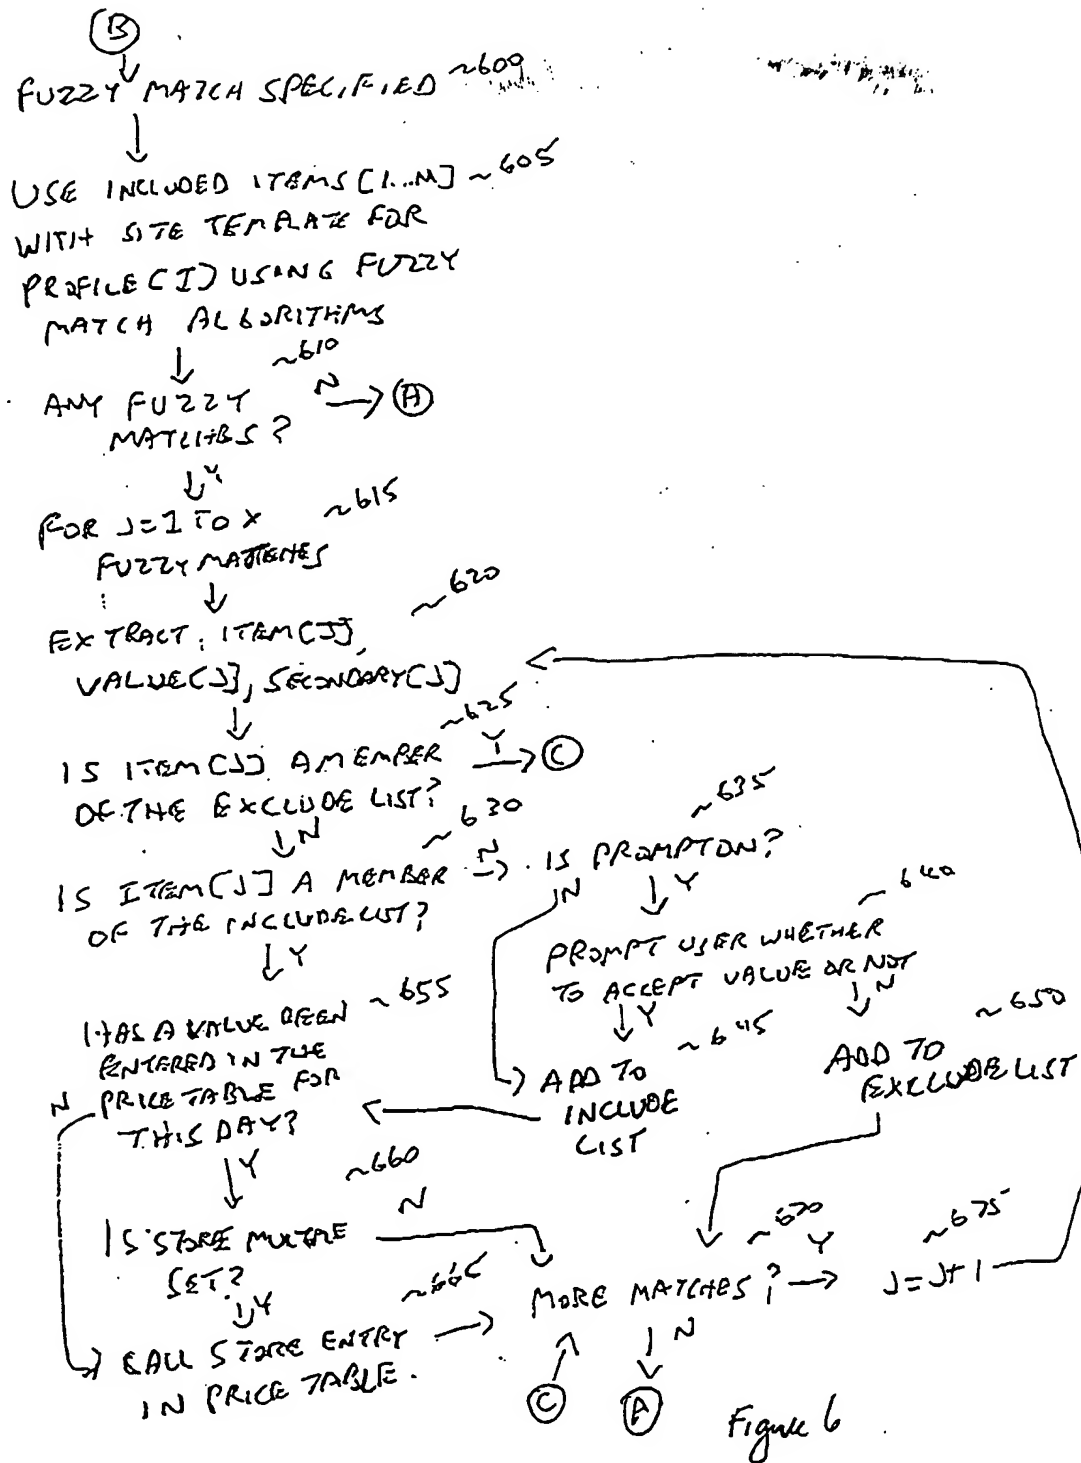 B
FUZZY MATCH SPECIFIED ~600
USE INCLUDED ITEMS [1...M] ~605
WITH SITE TEMPLATE FOR
PROFILE [I] USING FUZZY
MATCH ALGORITHMS
~610
ANY FUZZY N A
MATCHES?
Y
FOR J=1 TO X ~615
FUZZY MATCHES
~620
EXTRACT: ITEM[J],
VALUE[J], SECONDARY[J]
~625
IS ITEM[J] A MEMBER Y C
OF THE EXCLUDE LIST?
N ~630
IS ITEM[J] A MEMBER N
OF THE INCLUDE LIST?
Y
~635
IS PROMPT ON?
N Y
~640
PROMPT USER WHETHER
TO ACCEPT VALUE OR NOT
Y N
~645
ADD TO
INCLUDE
LIST
~650
ADD TO
EXCLUDE LIST
HAS A VALUE BEEN ~655
ENTERED IN THE
N PRICE TABLE FOR
THIS DAY?
Y ~660
IS STORE MULTIPLE N
SET?
Y ~665
CALL STORE ENTRY
IN PRICE TABLE.
~670
MORE MATCHES? Y
~675
J=J+1
N
C A
Figure 6